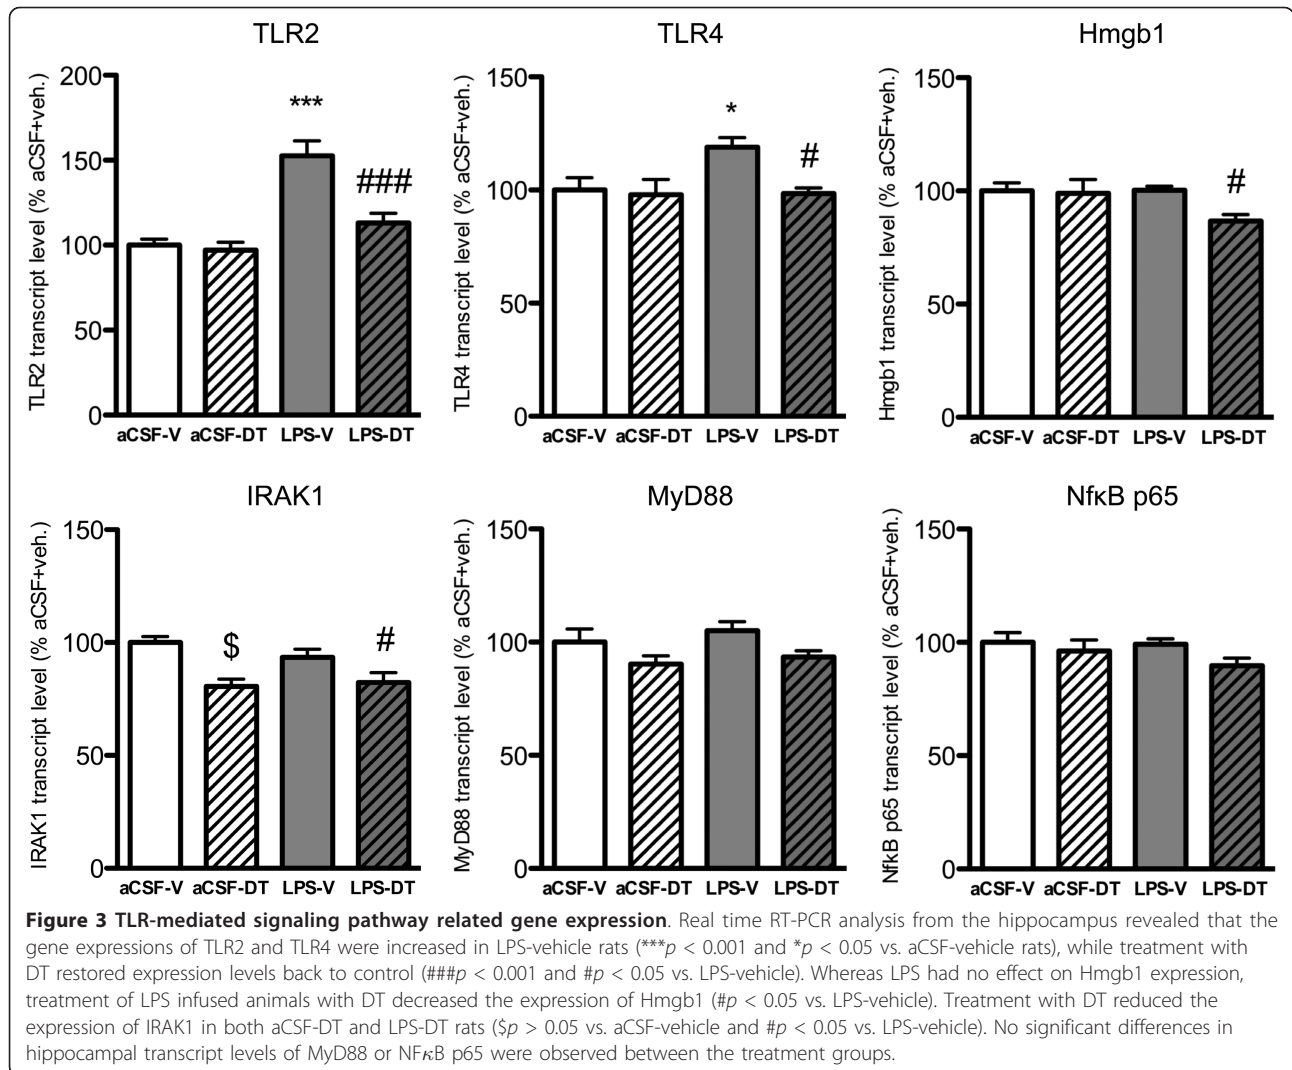 TLR2
TLR2 transcript level (% aCSF+veh.)
200
150
100
50
0
***
###
aCSF-V aCSF-DT LPS-V LPS-DT
TLR4
TLR4 transcript level (% aCSF+veh.)
150
100
50
0
*
#
aCSF-V aCSF-DT LPS-V LPS-DT
Hmgb1
Hmgb1 transcript level (% aCSF+veh.)
150
100
50
0
#
aCSF-V aCSF-DT LPS-V LPS-DT
IRAK1
IRAK1 transcript level (% aCSF+veh.)
150
100
50
0
$
#
aCSF-V aCSF-DT LPS-V LPS-DT
MyD88
MyD88 transcript level (% aCSF+veh.)
150
100
50
0
aCSF-V aCSF-DT LPS-V LPS-DT
NfκB p65
NfkB p65 transcript level (% aCSF+veh.)
150
100
50
0
aCSF-V aCSF-DT LPS-V LPS-DT
Figure 3 TLR-mediated signaling pathway related gene expression. Real time RT-PCR analysis from the hippocampus revealed that the
gene expressions of TLR2 and TLR4 were increased in LPS-vehicle rats (***p < 0.001 and *p < 0.05 vs. aCSF-vehicle rats), while treatment with
DT restored expression levels back to control (###p < 0.001 and #p < 0.05 vs. LPS-vehicle). Whereas LPS had no effect on Hmgb1 expression,
treatment of LPS infused animals with DT decreased the expression of Hmgb1 (#p < 0.05 vs. LPS-vehicle). Treatment with DT reduced the
expression of IRAK1 in both aCSF-DT and LPS-DT rats ($p > 0.05 vs. aCSF-vehicle and #p < 0.05 vs. LPS-vehicle). No significant differences in
hippocampal transcript levels of MyD88 or NFκB p65 were observed between the treatment groups.